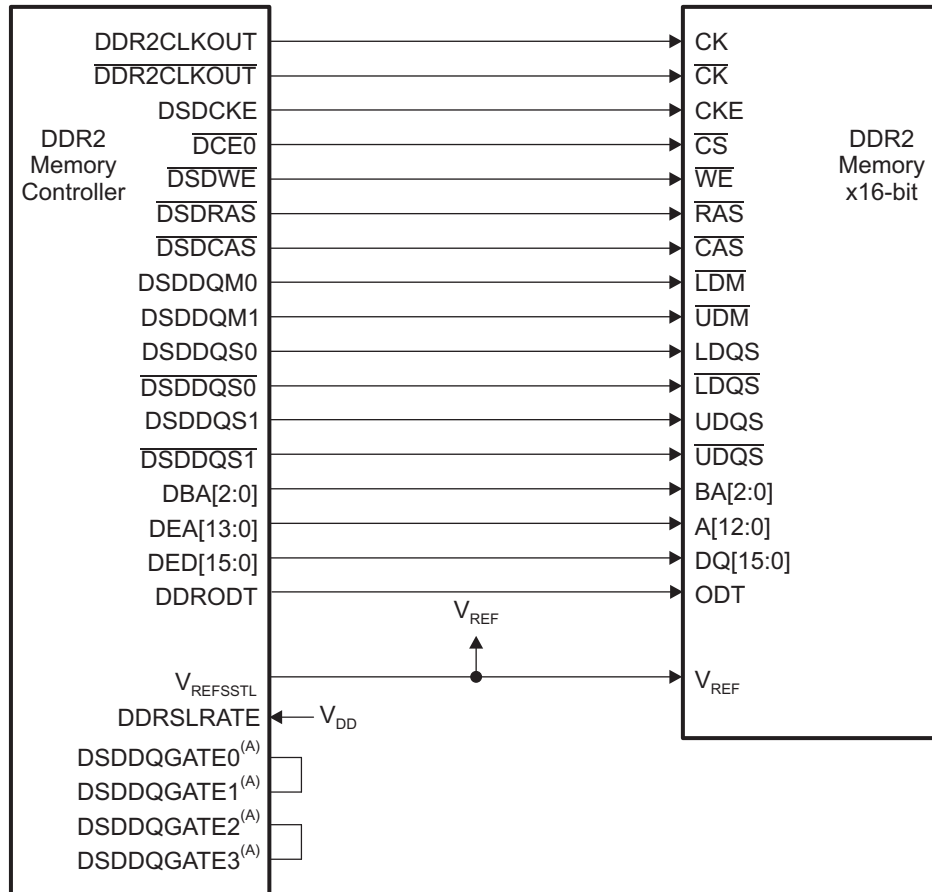 DDR2CLKOUT CK
DDR2CLKOUT CK
DSDCKE CKE
DDR2 Memory Controller
DCE0 CS
DDR2 Memory x16-bit
DSDWE WE
DSDRAS RAS
DSDCAS CAS
DSDDQM0 LDM
DSDDQM1 UDM
DSDDQS0 LDQS
DSDDQS0 LDQS
DSDDQS1 UDQS
DSDDQS1 UDQS
DBA[2:0] BA[2:0]
DEA[13:0] A[12:0]
DED[15:0] DQ[15:0]
DDRODT ODT
VREF
VREFSSTL VREF
DDRSLRATE VDD
DSDDQGATE0(A)
DSDDQGATE1(A)
DSDDQGATE2(A)
DSDDQGATE3(A)